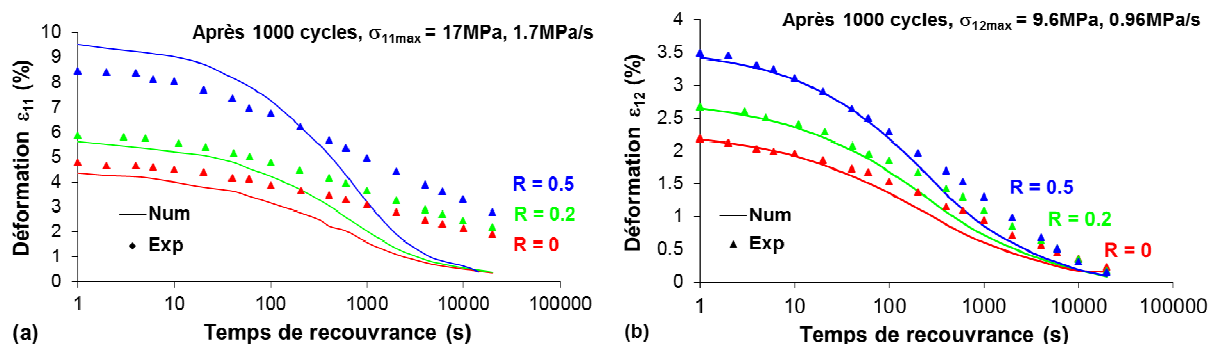 Après 1000 cycles, σ11max = 17MPa, 1.7MPa/s
Déformation ε11 (%)
10
9
8
7
6
5
4
3
2
1
0
R = 0.5
R = 0.2
R = 0
Num
Exp
1 10 100 1000 10000 100000
(a) Temps de recouvrance (s)
Après 1000 cycles, σ12max = 9.6MPa, 0.96MPa/s
Déformation ε12 (%)
4
3.5
3
2.5
2
1.5
1
0.5
0
R = 0.5
R = 0.2
R = 0
Num
Exp
1 10 100 1000 10000 100000
(b) Temps de recouvrance (s)